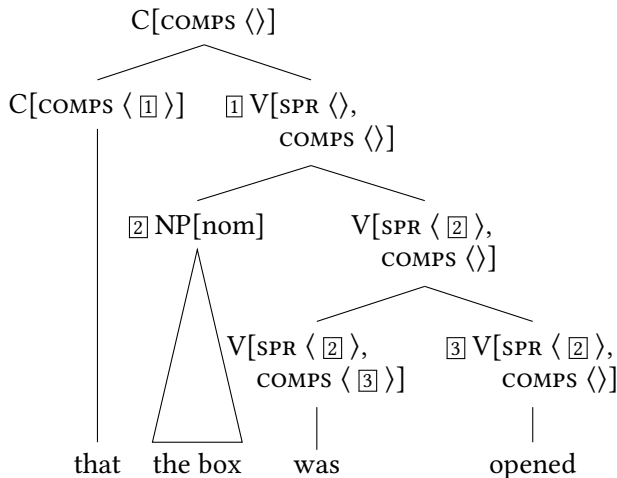 C[COMPS ⟨⟩]
C[COMPS ⟨ 1 ⟩] 1 V[SPR ⟨⟩,
COMPS ⟨⟩]
2 NP[nom] V[SPR ⟨ 2 ⟩,
COMPS ⟨⟩]
V[SPR ⟨ 2 ⟩, 3 V[SPR ⟨ 2 ⟩,
COMPS ⟨ 3 ⟩] COMPS ⟨⟩]
that the box was opened